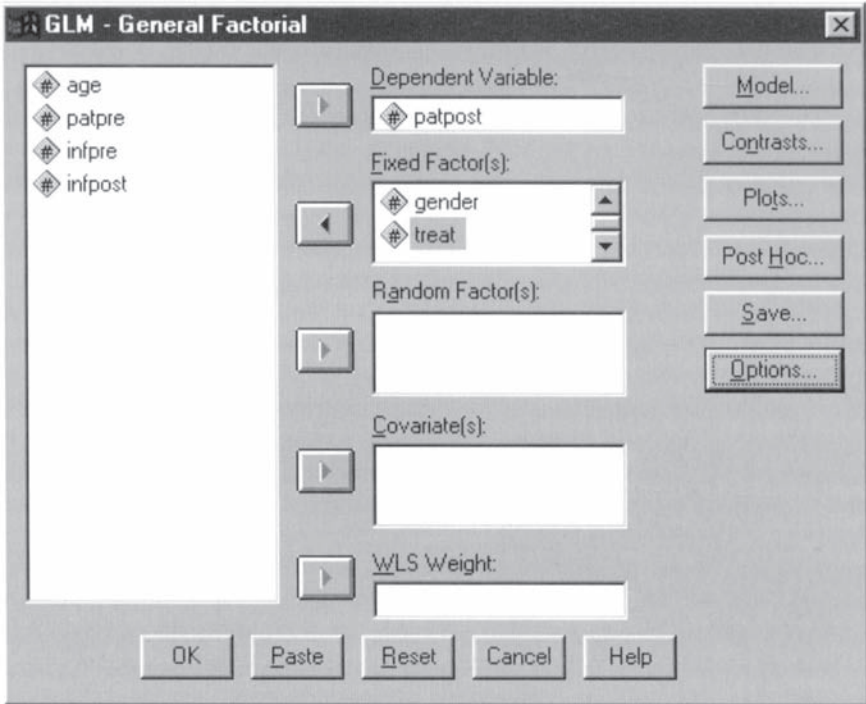 GLM - General Factorial
age
patpre
infpre
infpost
Dependent Variable:
patpost
Fixed Factor(s):
gender
treat
Random Factor(s):
Covariate(s):
WLS Weight:
Model...
Contrasts...
Plots...
Post Hoc...
Save...
Options...
OK
Paste
Reset
Cancel
Help